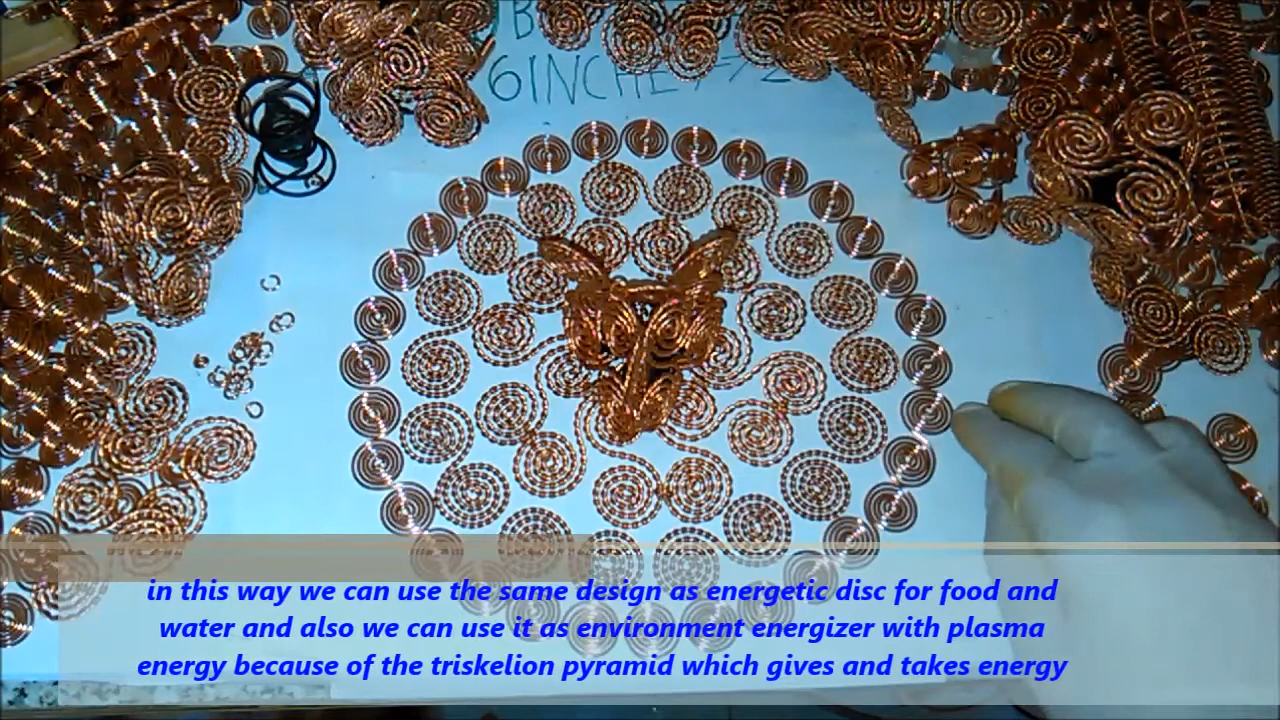 6INCHE
in this way we can use the same design as energetic disc for food and
water and also we can use it as environment energizer with plasma
energy because of the triskelion pyramid which gives and takes energy